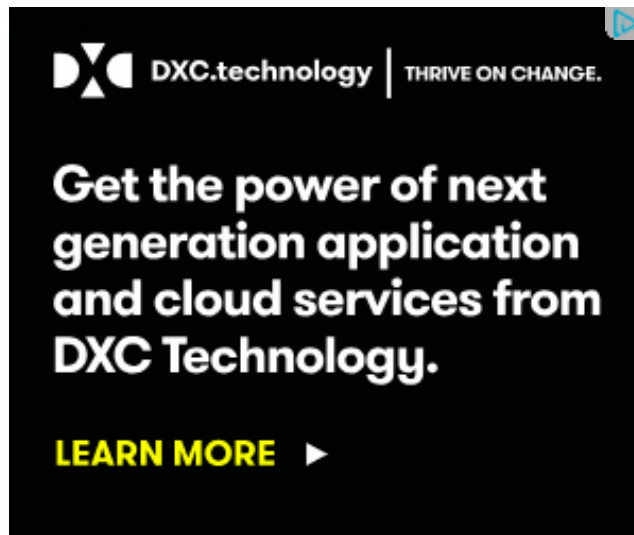 DXC.technology | THRIVE ON CHANGE.
Get the power of next
generation application
and cloud services from
DXC Technology.
LEARN MORE